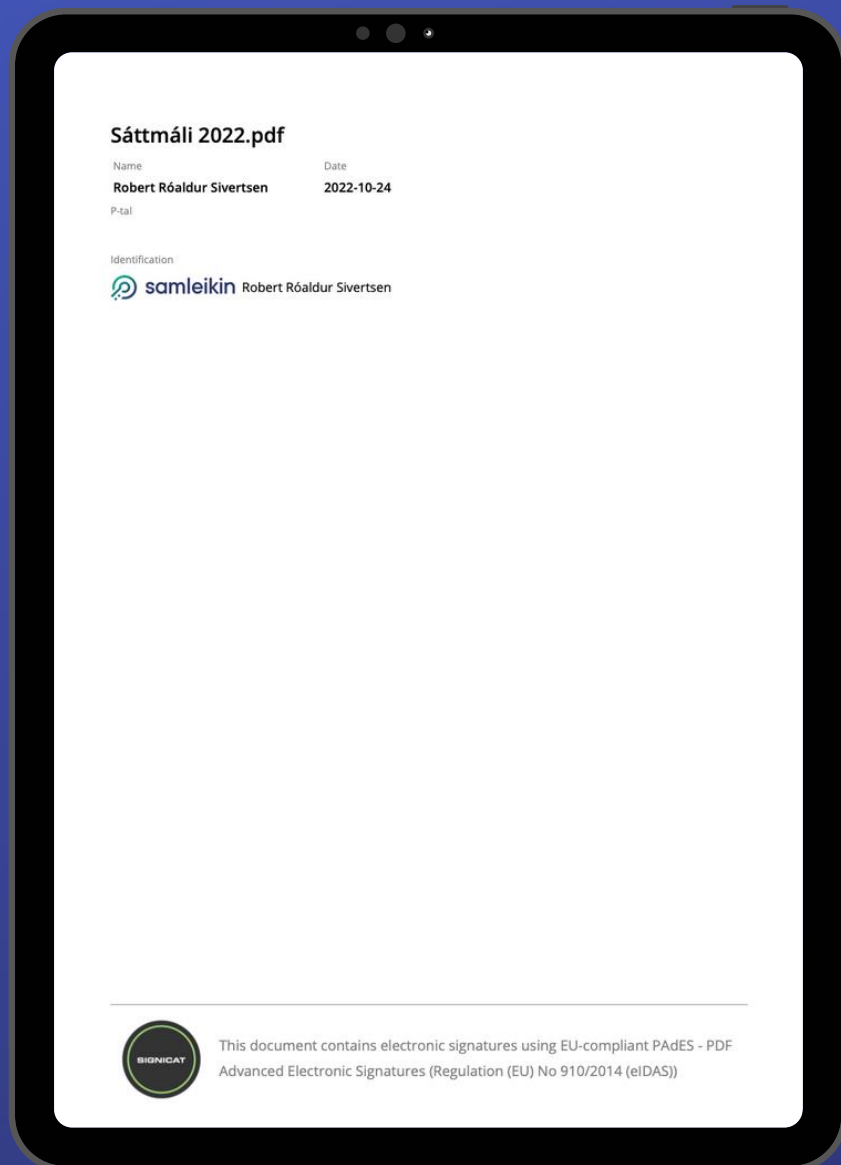 Sáttmáli 2022.pdf
Name Date
Robert Róaldur Sivertsen 2022-10-24
P-tal
Identification
samleikin Robert Róaldur Sivertsen
SIGNICAT
This document contains electronic signatures using EU-compliant PAdES - PDF
Advanced Electronic Signatures (Regulation (EU) No 910/2014 (eIDAS))